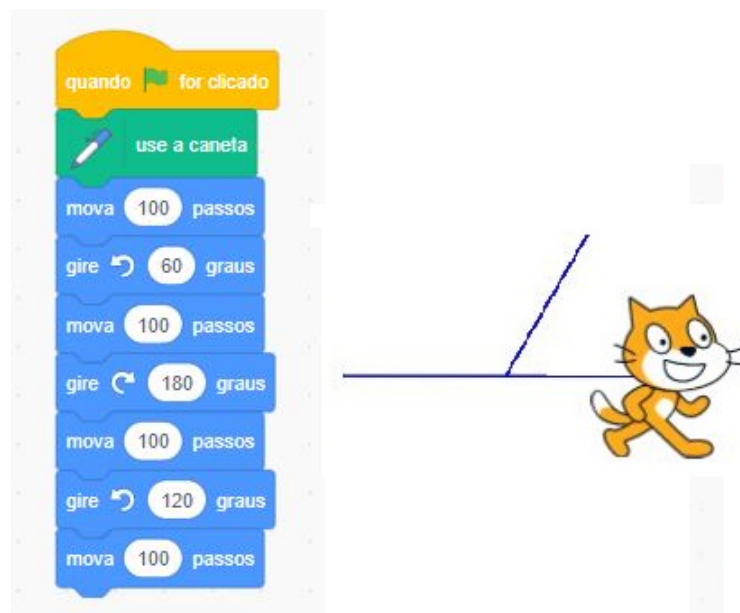 quando for clicado
use a caneta
mova 100 passos
gire 60 graus
mova 100 passos
gire 180 graus
mova 100 passos
gire 120 graus
mova 100 passos